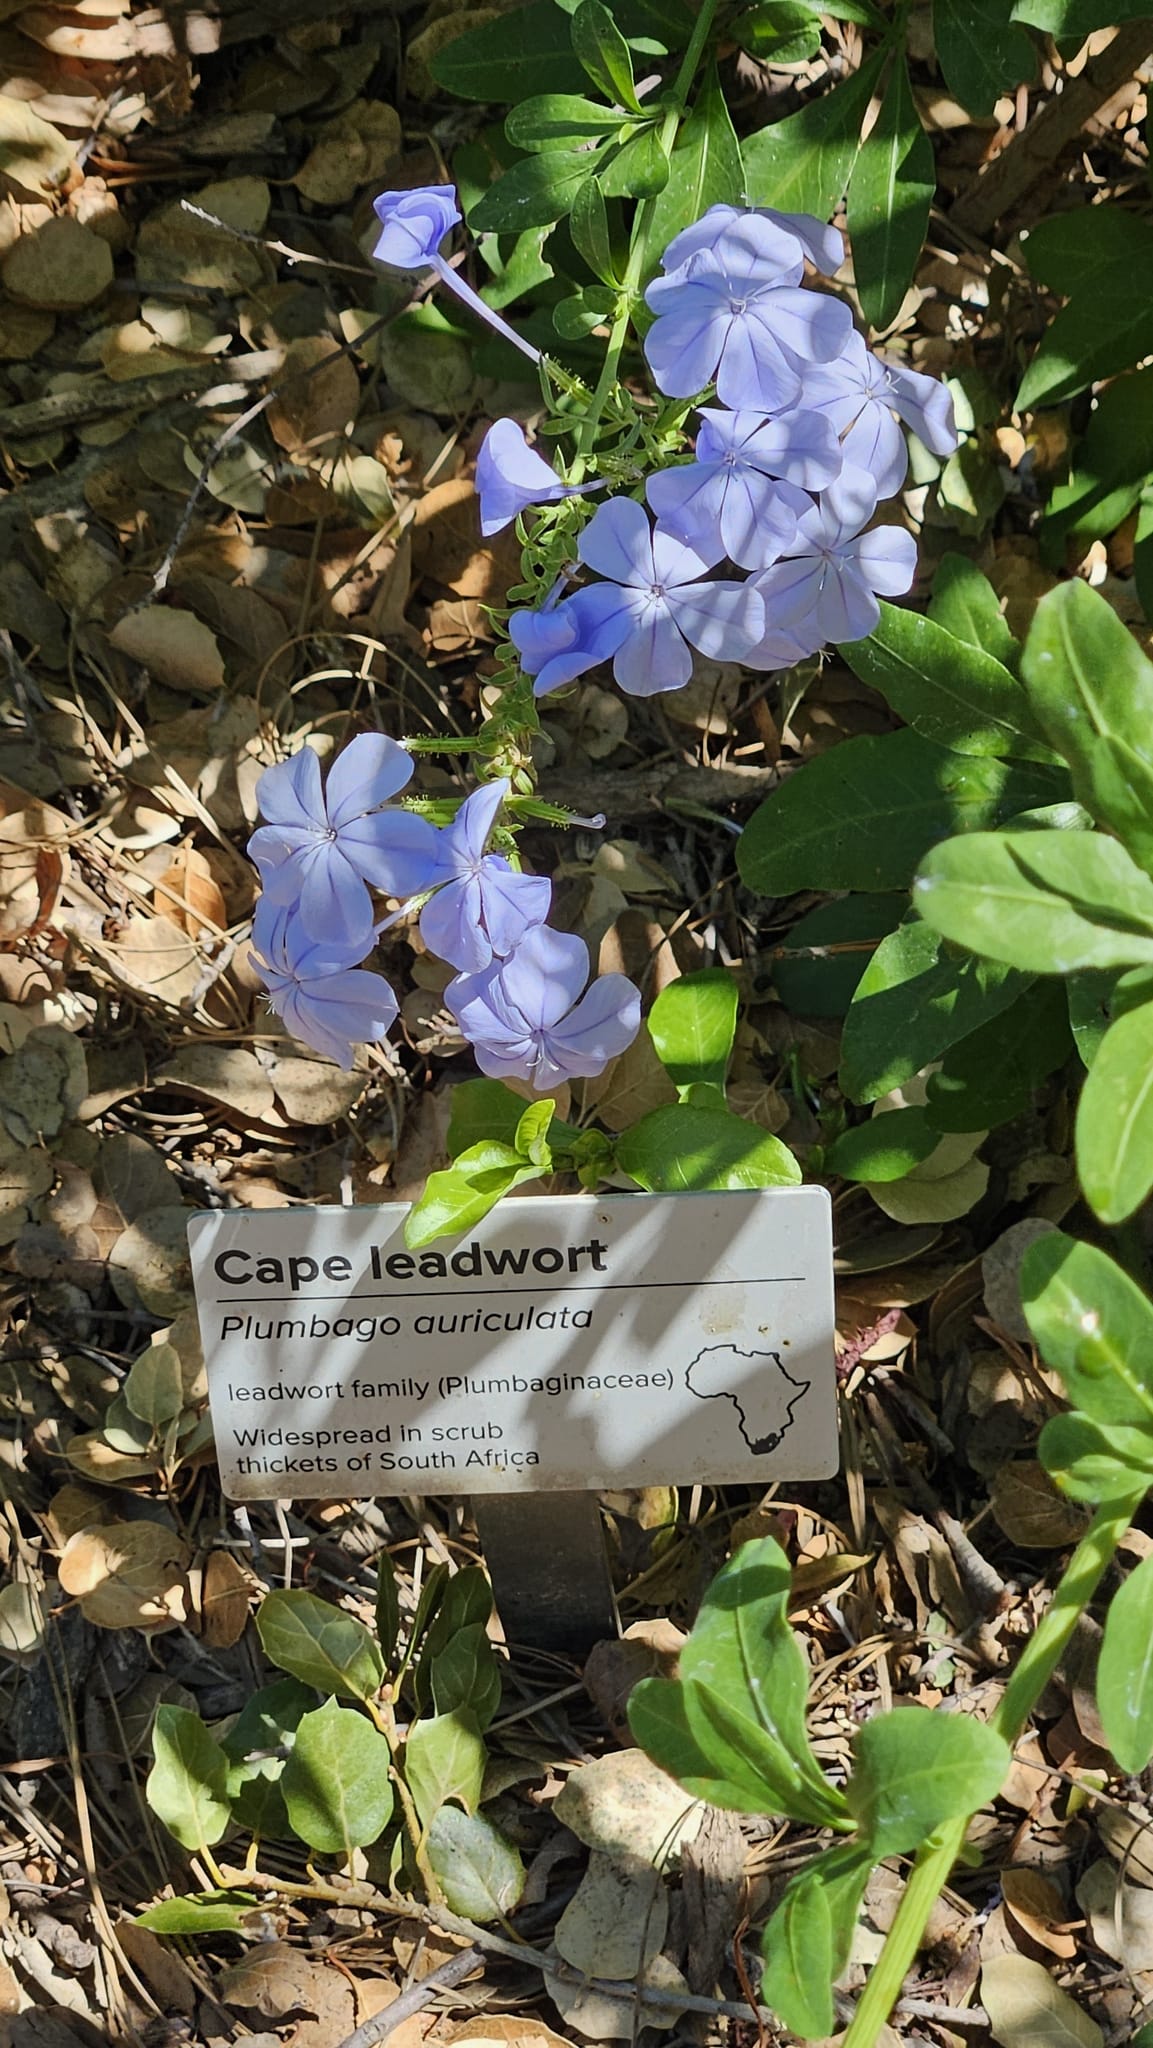 Cape leadwort
Plumbago auriculata
leadwort family (Plumbaginaceae)
Widespread in scrub
thickets of South Africa